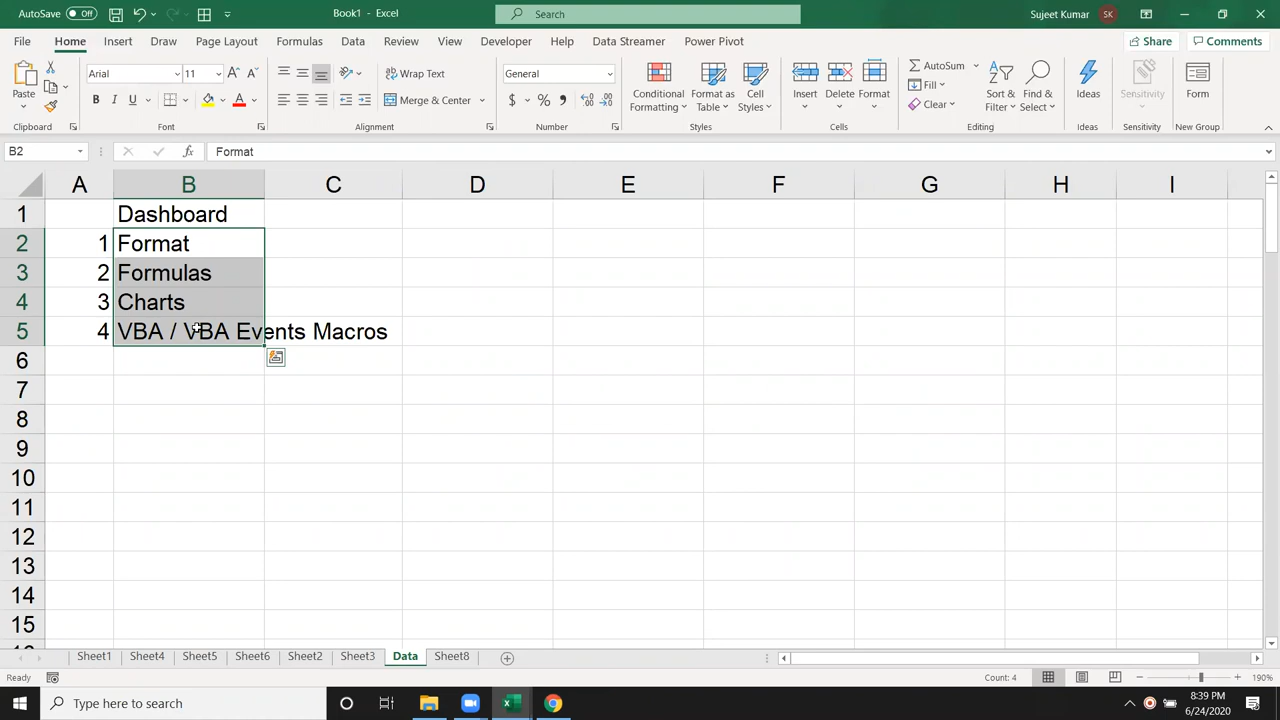 AutoSave Off Book1 - Excel Search Sujeet Kumar SK
File Home Insert Draw Page Layout Formulas Data Review View Developer Help Data Streamer Power Pivot Share Comments
Paste Arial 11 Wrap Text General Conditional Formatting Format as Table Cell Styles Insert Delete Format AutoSum Fill Clear Sort & Filter Find & Select Ideas Sensitivity Form
B I U Merge & Center $ % 9
Clipboard Font Alignment Number Styles Cells Editing Ideas Sensitivity New Group
B2 fx Format
A B C D E F G H I
1 Dashboard
2 1 Format
3 2 Formulas
4 3 Charts
5 4 VBA / VBA Events Macros
6
7
8
9
10
11
12
13
14
15
Sheet1 Sheet4 Sheet5 Sheet6 Sheet2 Sheet3 Data Sheet8
Ready Count: 4 190%
Type here to search 8:39 PM
6/24/2020